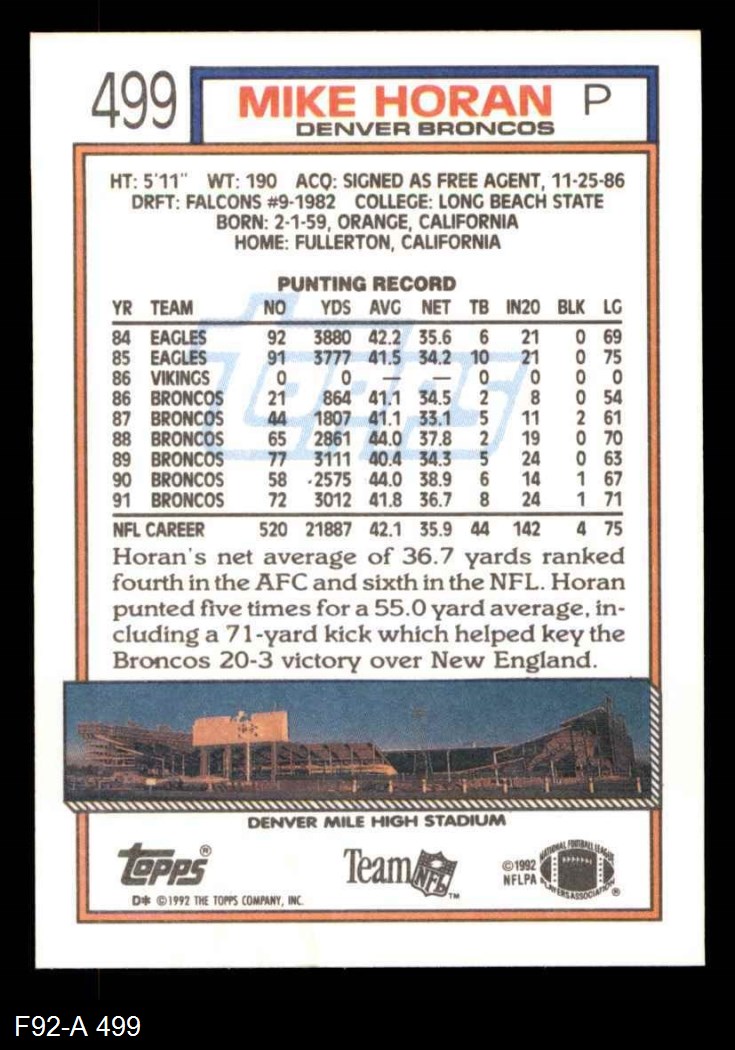 499
MIKE HORAN P
DENVER BRONCOS
HT: 5'11" WT: 190 ACQ: SIGNED AS FREE AGENT, 11-25-86
DRFT: FALCONS #9-1982 COLLEGE: LONG BEACH STATE
BORN: 2-1-59, ORANGE, CALIFORNIA
HOME: FULLERTON, CALIFORNIA
PUNTING RECORD
YR TEAM NO YDS AVG NET TB IN20 BLK LG
84 EAGLES 92 3880 42.2 35.6 6 21 0 69
85 EAGLES 91 3777 41.5 34.2 10 21 0 75
86 VIKINGS 0 0 — — 0 0 0 0
86 BRONCOS 21 864 41.1 34.5 2 8 0 54
87 BRONCOS 44 1807 41.1 33.1 5 11 2 61
88 BRONCOS 65 2861 44.0 37.8 2 19 0 70
89 BRONCOS 77 3111 40.4 34.3 5 24 0 63
90 BRONCOS 58 2575 44.0 38.9 6 14 1 67
91 BRONCOS 72 3012 41.8 36.7 8 24 1 71
NFL CAREER 520 21887 42.1 35.9 44 142 4 75
Topps
Horan's net average of 36.7 yards ranked
fourth in the AFC and sixth in the NFL. Horan
punted five times for a 55.0 yard average, in-
cluding a 71-yard kick which helped key the
Broncos 20-3 victory over New England.
DENVER MILE HIGH STADIUM
Topps®
D* ©1992 THE TOPPS COMPANY, INC.
Team NFL™
©1992
NFLPA
NATIONAL FOOTBALL LEAGUE
PLAYERS ASSOCIATION ®
F92-A 499